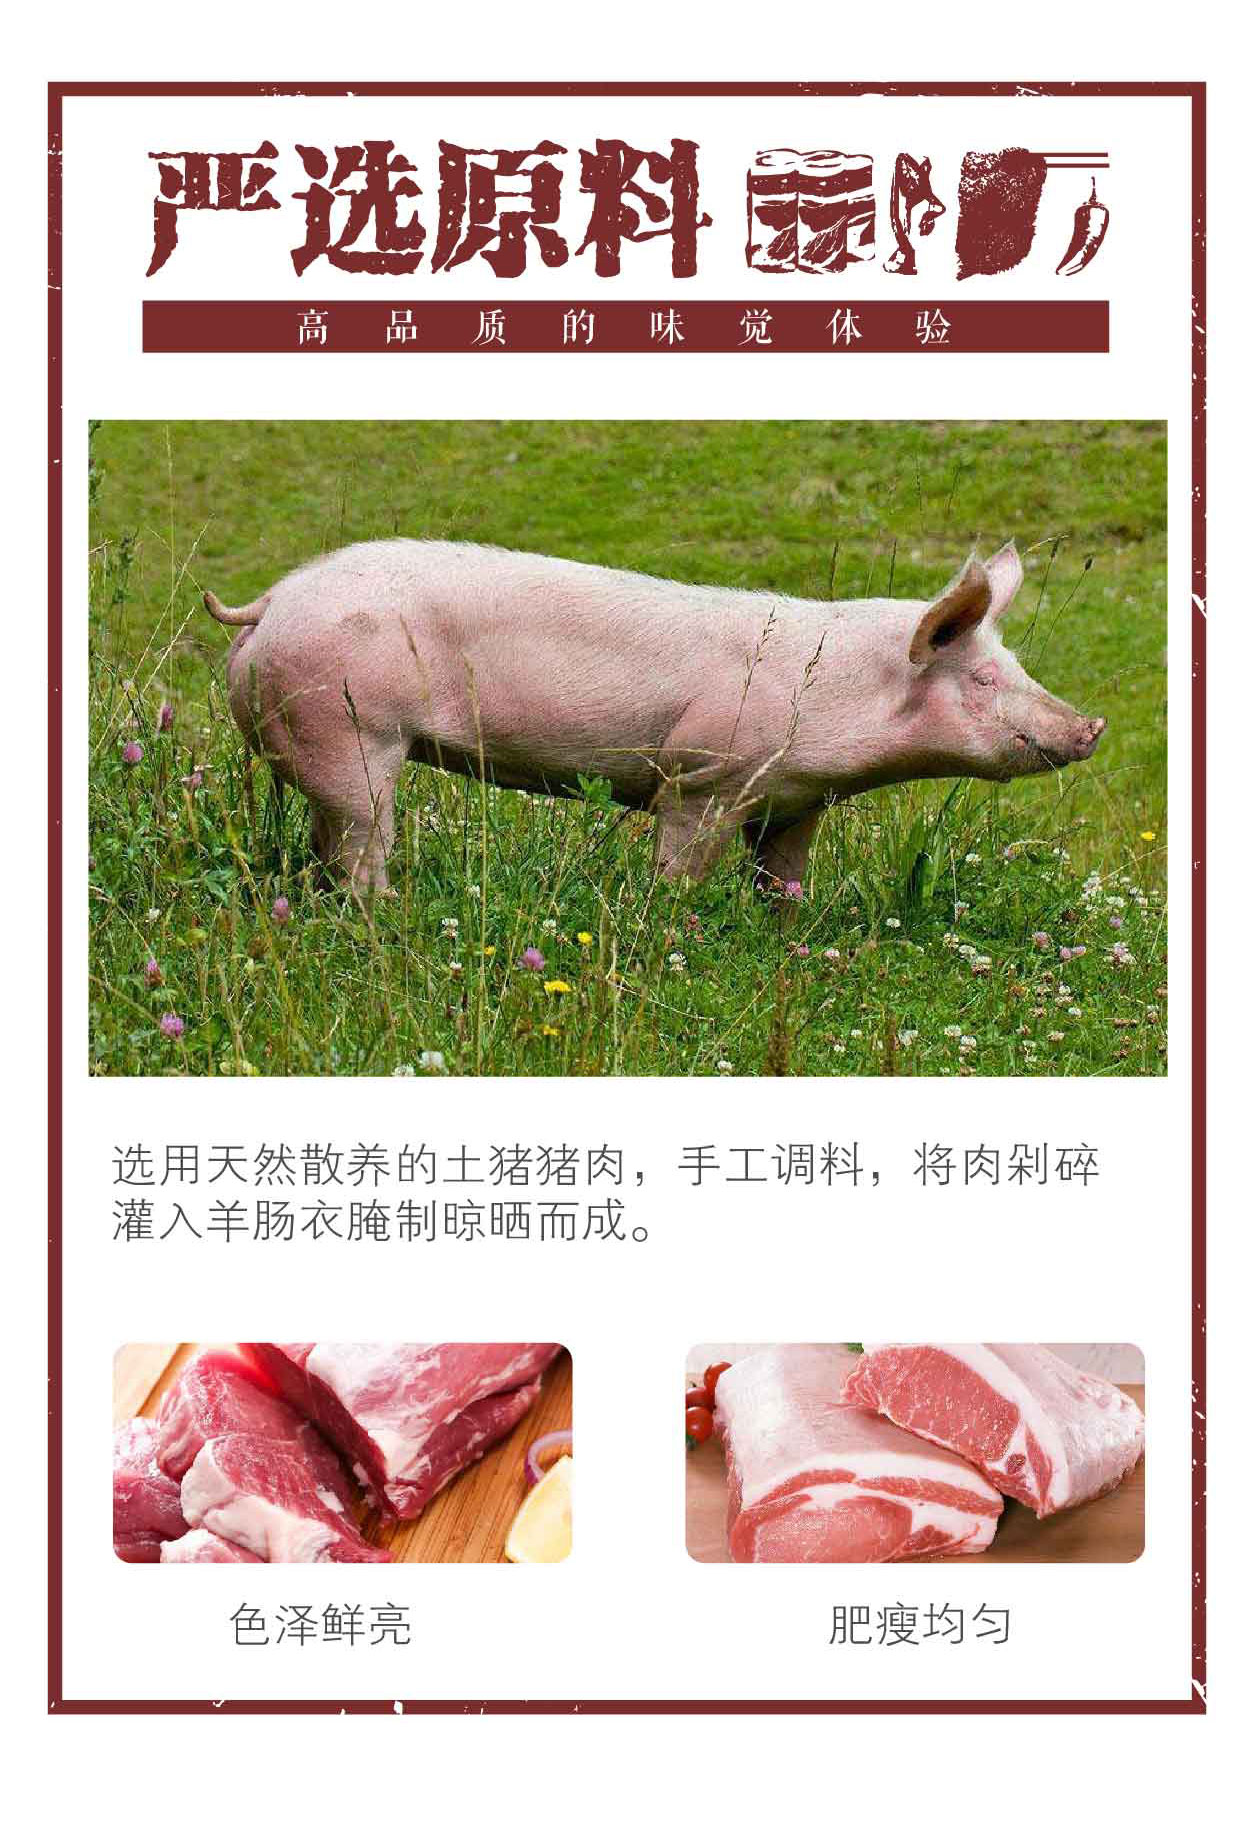 严选原料
高品质的味觉体验
选用天然散养的土猪猪肉，手工调料，将肉剁碎
灌入羊肠衣腌制晾晒而成。
色泽鲜亮
肥瘦均匀